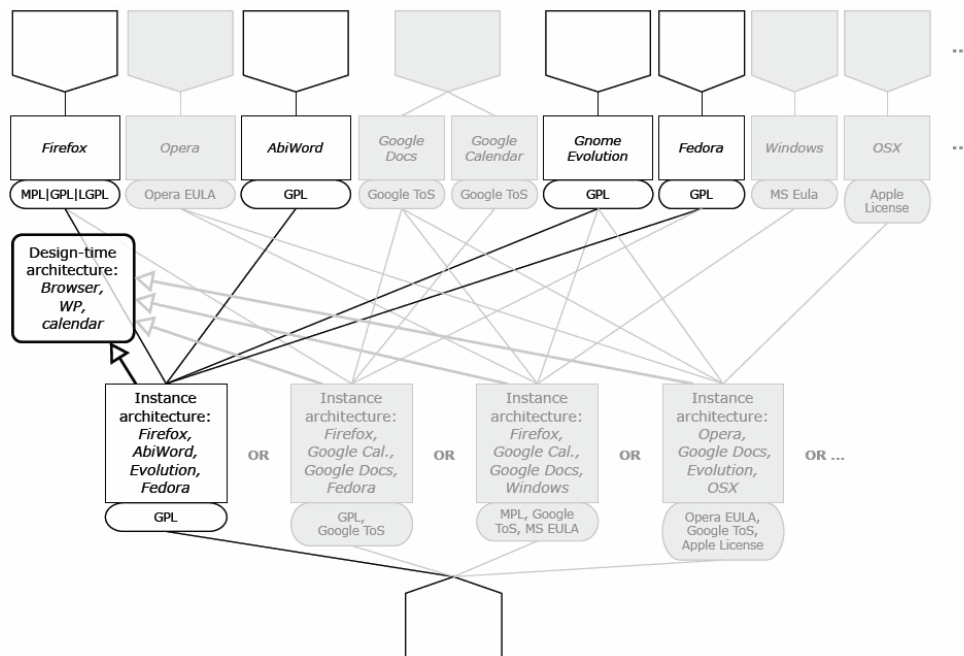 ..
Firefox
Opera
AbiWord
Google
Docs
Google
Calendar
Gnome
Evolution
Fedora
Windows
OSX
..
MPL|GPL|LGPL
Opera EULA
GPL
Google ToS
Google ToS
GPL
GPL
MS Eula
Apple
License
Design-time
architecture:
Browser,
WP,
calendar
Instance
architecture:
Firefox,
AbiWord,
Evolution,
Fedora
GPL
OR
Instance
architecture:
Firefox,
Google Cal.,
Google Docs,
Fedora
GPL,
Google ToS
OR
Instance
architecture:
Firefox,
Google Cal.,
Google Docs,
Windows
MPL, Google
ToS, MS EULA
OR
Instance
architecture:
Opera,
Google Docs,
Evolution,
OSX
Opera EULA,
Google ToS,
Apple License
OR ...